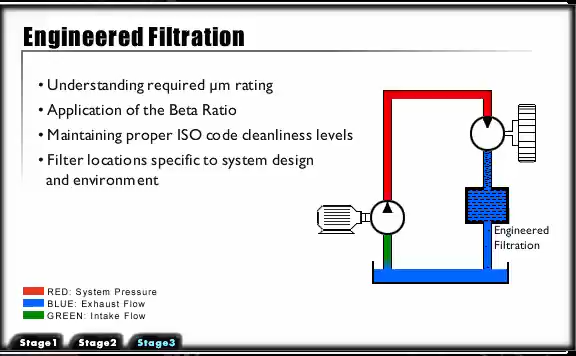 Engineered Filtration
• Understanding required µm rating
• Application of the Beta Ratio
• Maintaining proper ISO code cleanliness levels
• Filter locations specific to system design
and environment
Engineered
Filtration
RED: System Pressure
BLUE: Exhaust Flow
GREEN: Intake Flow
Stage1 Stage2 Stage3